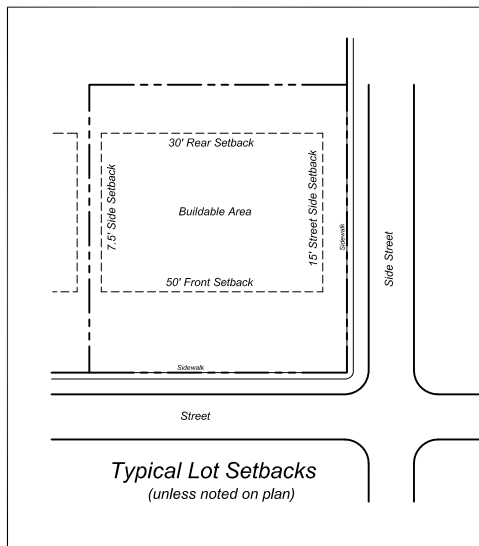 30' Rear Setback
7.5' Side Setback
Buildable Area
15' Street Side Setback
Sidewalk
Side Street
50' Front Setback
Sidewalk
Street
Typical Lot Setbacks
(unless noted on plan)